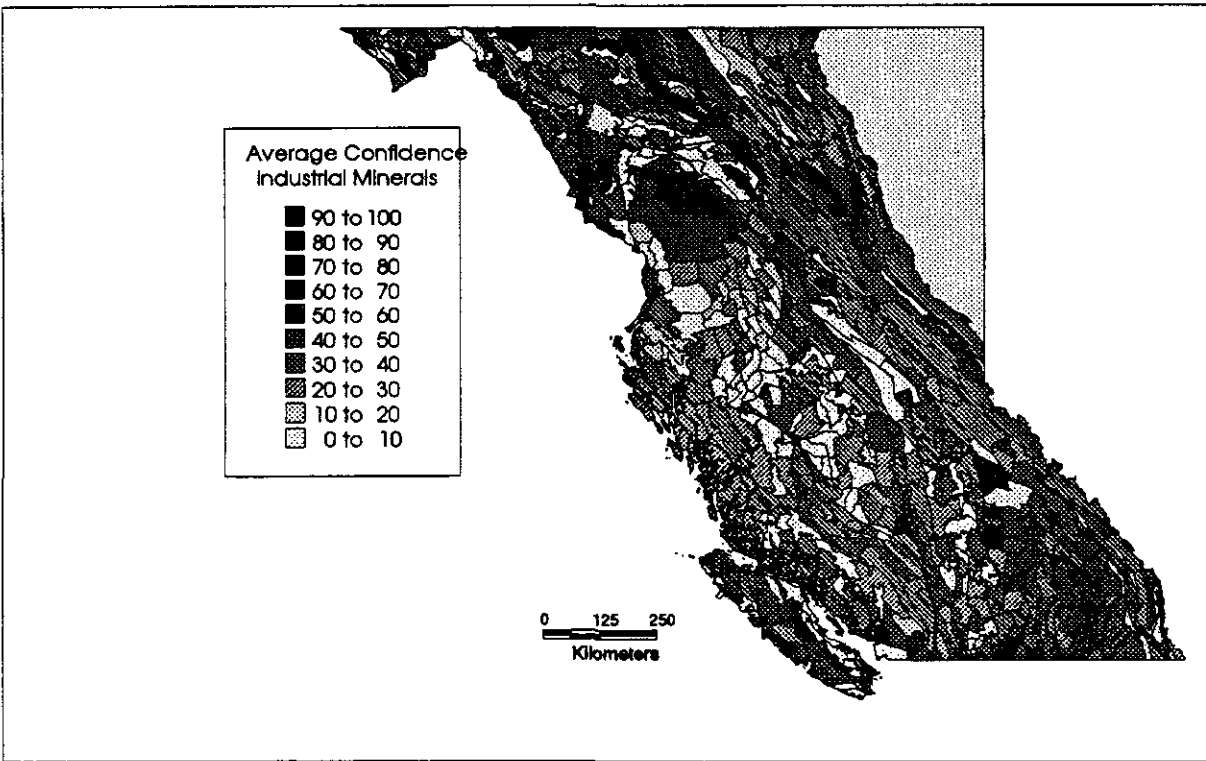 Average Confidence
Industrial Minerals
90 to 100
80 to 90
70 to 80
60 to 70
50 to 60
40 to 50
30 to 40
20 to 30
10 to 20
0 to 10
0 125 250
Kilometers